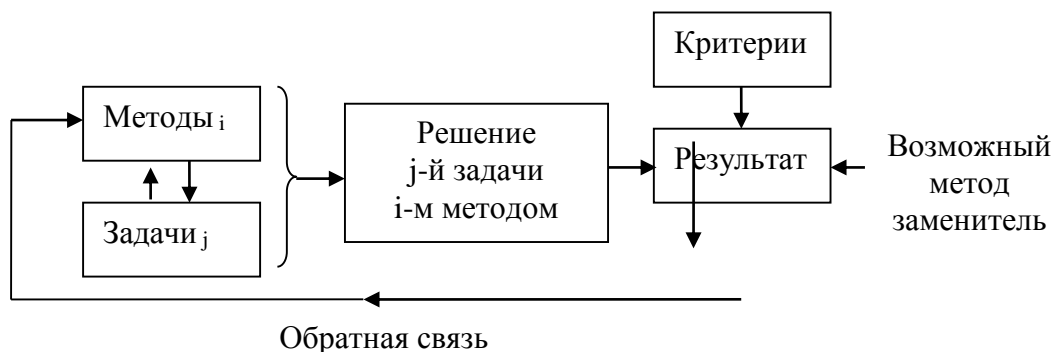 Критерии
Методы i
Решение
j-й задачи
i-м методом
Результат
Возможный
метод
заменитель
Задачи j
Обратная связь